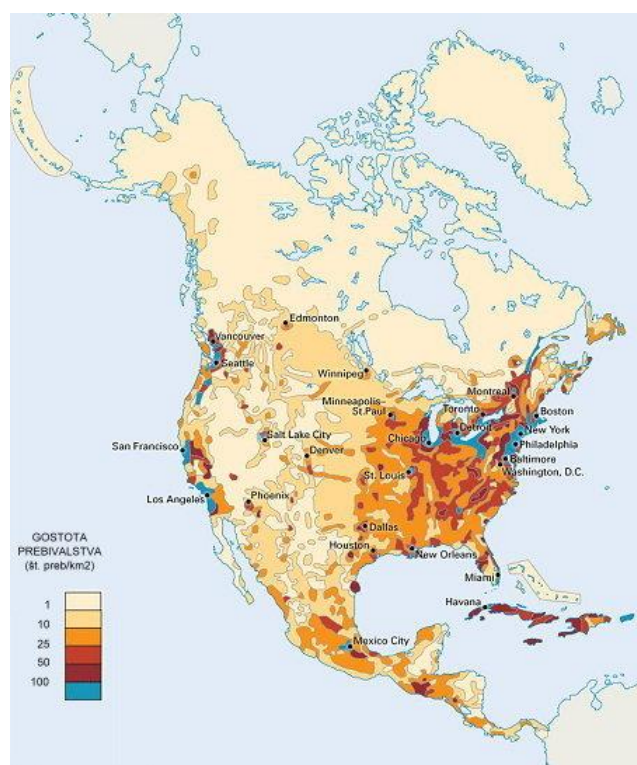 Edmonton
Vancouver
Seattle
Winnipeg
Minneapolis-
St.Paul
Montreal
Toronto
Boston
Detroit
New York
Chicago
Philadelphia
Baltimore
Washington, D.C.
Salt Lake City
San Francisco
Denver
St. Louis
Los Angeles
Phoenix
Dallas
Houston
New Orleans
Miami
Havana
Mexico City
GOSTOTA
PREBIVALSTVA
(št. preb/km2)
1
10
25
50
100